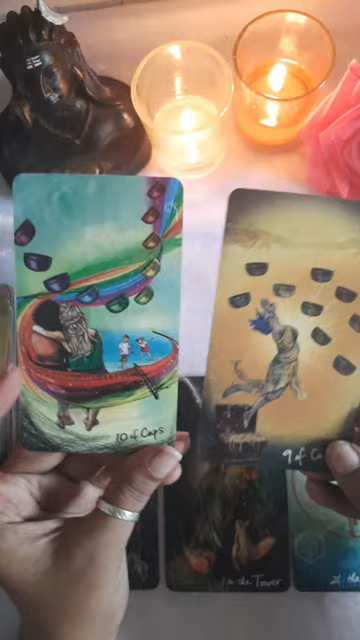 10 of Cups
9 of C
the Tower
21. the